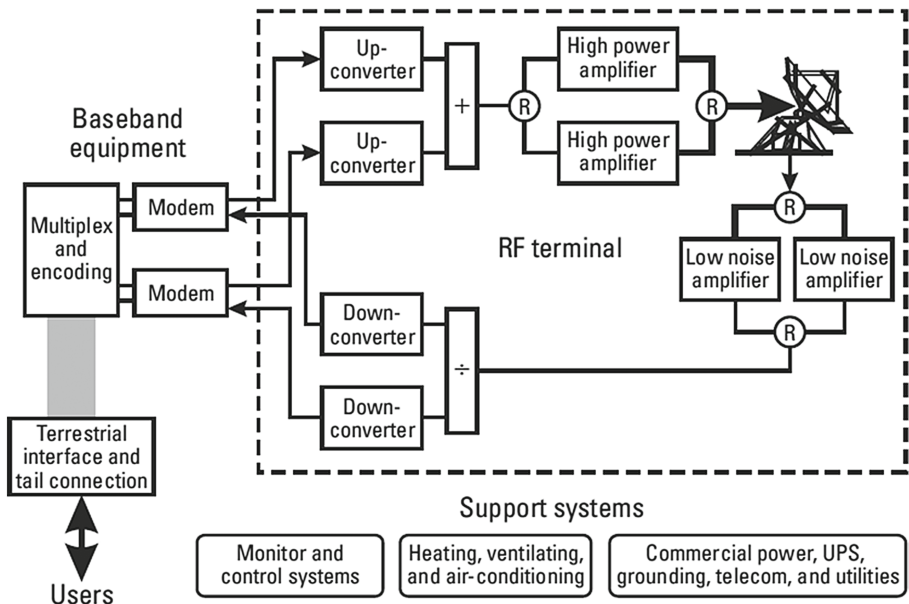 Baseband
equipment
Up-
converter
+
R
High power
amplifier
R
Up-
converter
High power
amplifier
Multiplex
and
encoding
Modem
Modem
RF terminal
R
Low noise
amplifier
Low noise
amplifier
R
Down-
converter
÷
Down-
converter
Terrestrial
interface and
tail connection
Users
Support systems
Monitor and
control systems
Heating, ventilating,
and air-conditioning
Commercial power, UPS,
grounding, telecom, and utilities